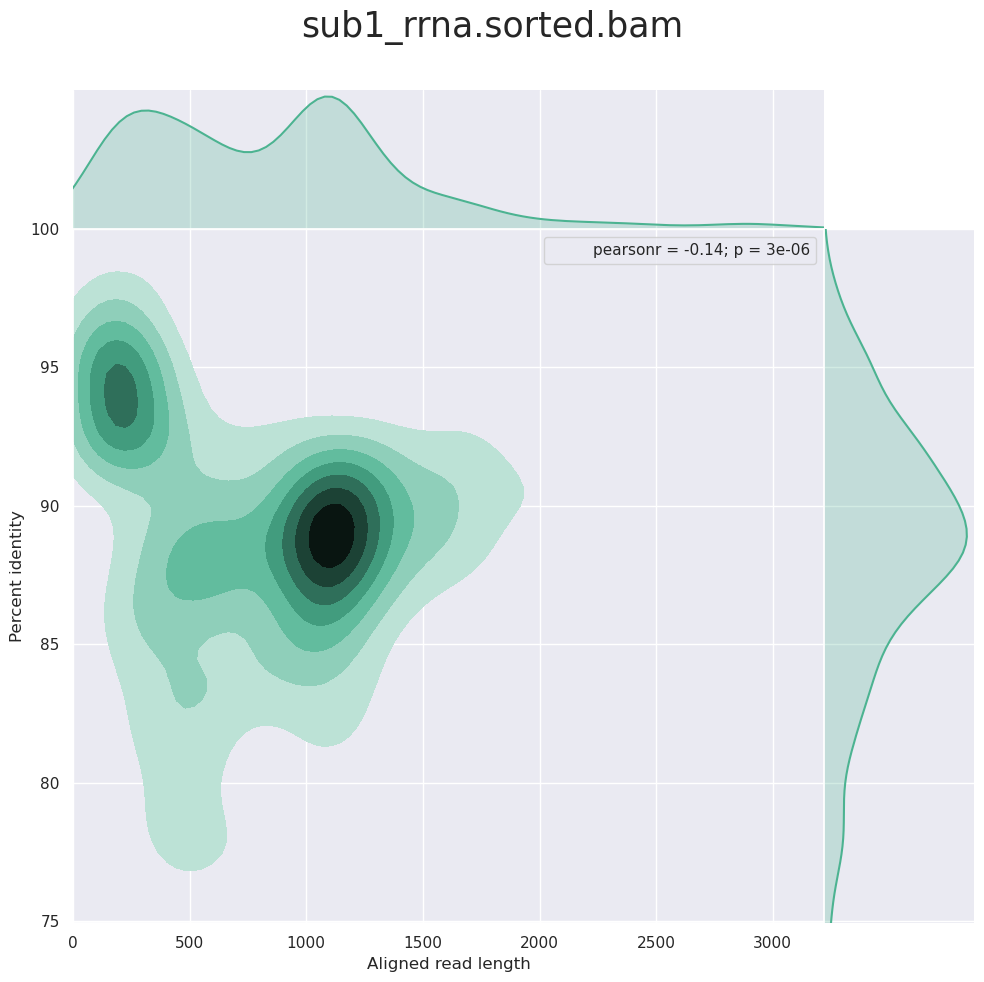 sub1_rrna.sorted.bam
100
pearsonr = -0.14; p = 3e-06
95
90
85
80
75
Percent identity
0 500 1000 1500 2000 2500 3000
Aligned read length